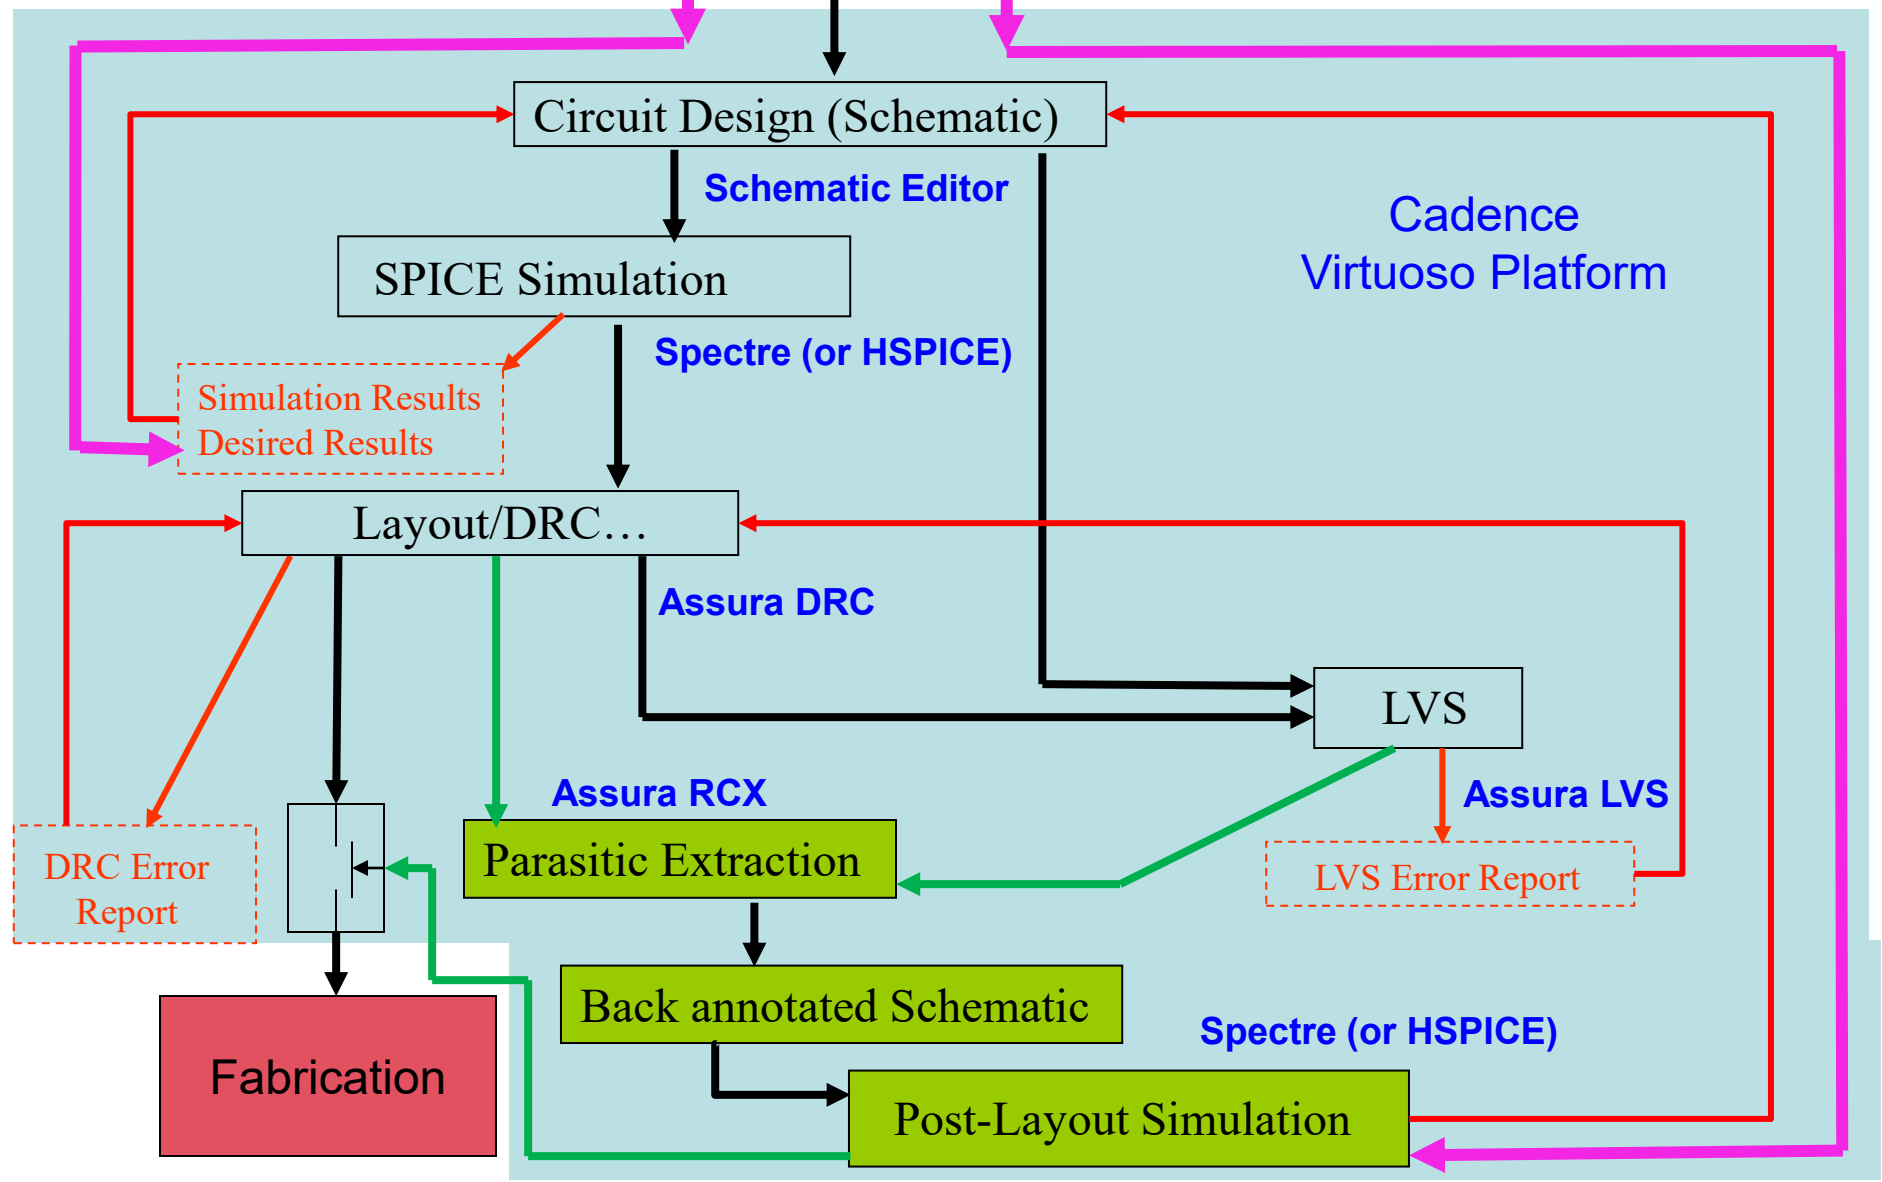 Circuit Design (Schematic)
Schematic Editor
Cadence
Virtuoso Platform
SPICE Simulation
Spectre (or HSPICE)
Simulation Results
Desired Results
Layout/DRC…
Assura DRC
LVS
Assura RCX
Assura LVS
DRC Error
Report
Parasitic Extraction
LVS Error Report
Back annotated Schematic
Spectre (or HSPICE)
Fabrication
Post-Layout Simulation